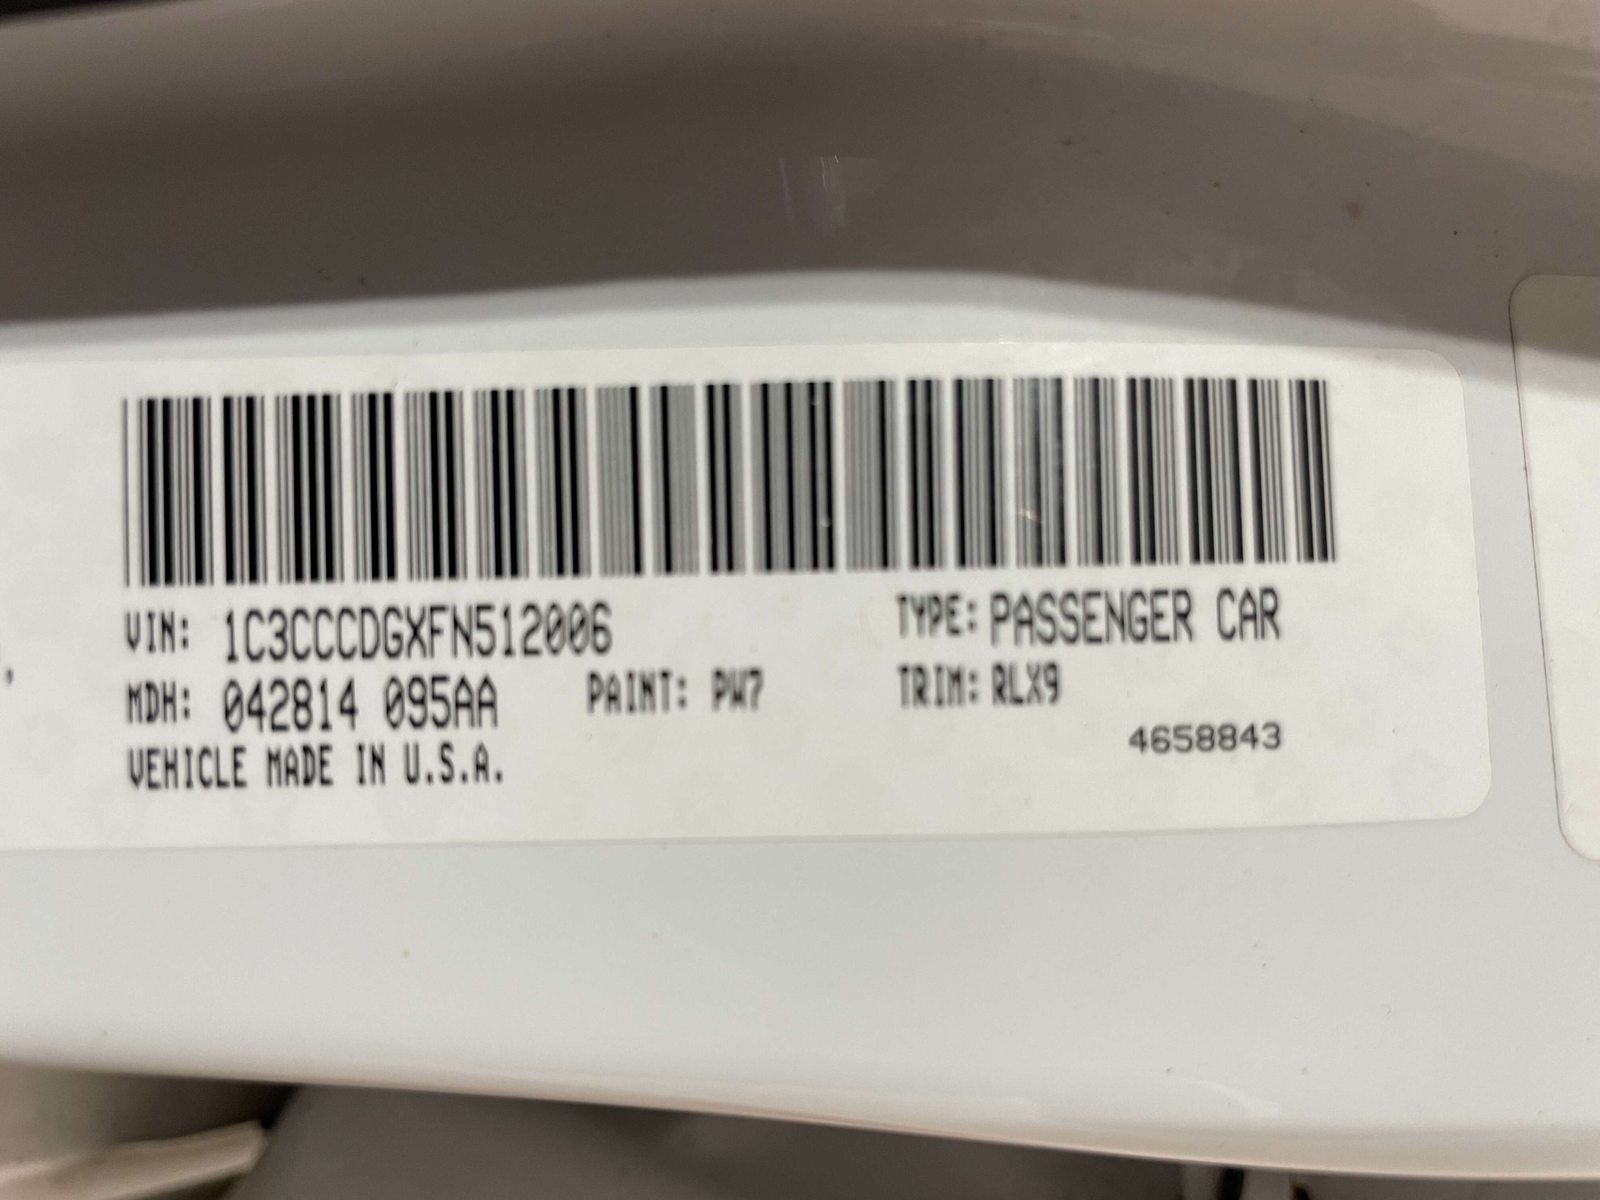 VIN: 1C3CCCDGXFN512006 TYPE: PASSENGER CAR
MDH: 042814 095AA PAINT: PW7 TRIM: RLX9
4658843
VEHICLE MADE IN U.S.A.